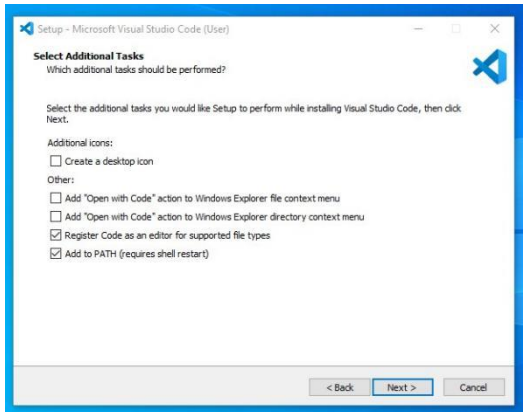 Setup - Microsoft Visual Studio Code (User)
Select Additional Tasks
Which additional tasks should be performed?
Select the additional tasks you would like Setup to perform while installing Visual Studio Code, then click
Next.
Additional icons:
Create a desktop icon
Other:
Add "Open with Code" action to Windows Explorer file context menu
Add "Open with Code" action to Windows Explorer directory context menu
Register Code as an editor for supported file types
Add to PATH (requires shell restart)
< Back Next > Cancel